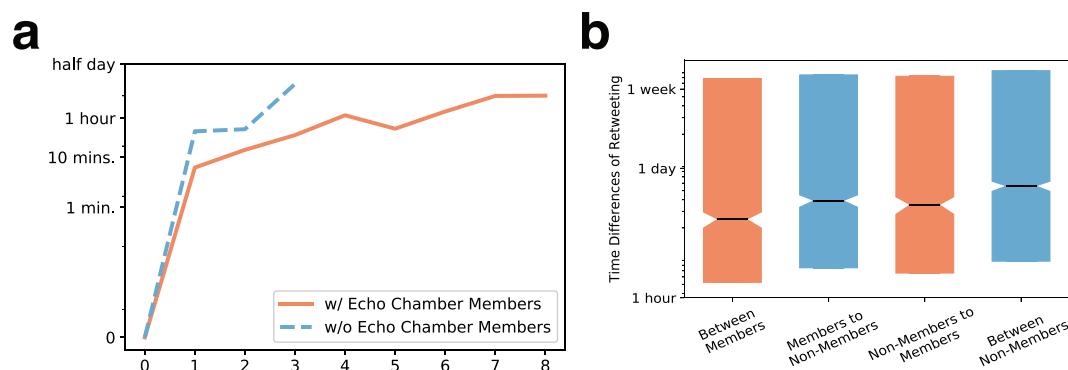 a
half day
1 hour
10 mins.
1 min.
0
w/ Echo Chamber Members
w/o Echo Chamber Members
0 1 2 3 4 5 6 7 8
b
Time Differences of Retweeting
1 week
1 day
1 hour
Between
Members
Members to
Non-Members
Non-Members to
Members
Between
Non-Members